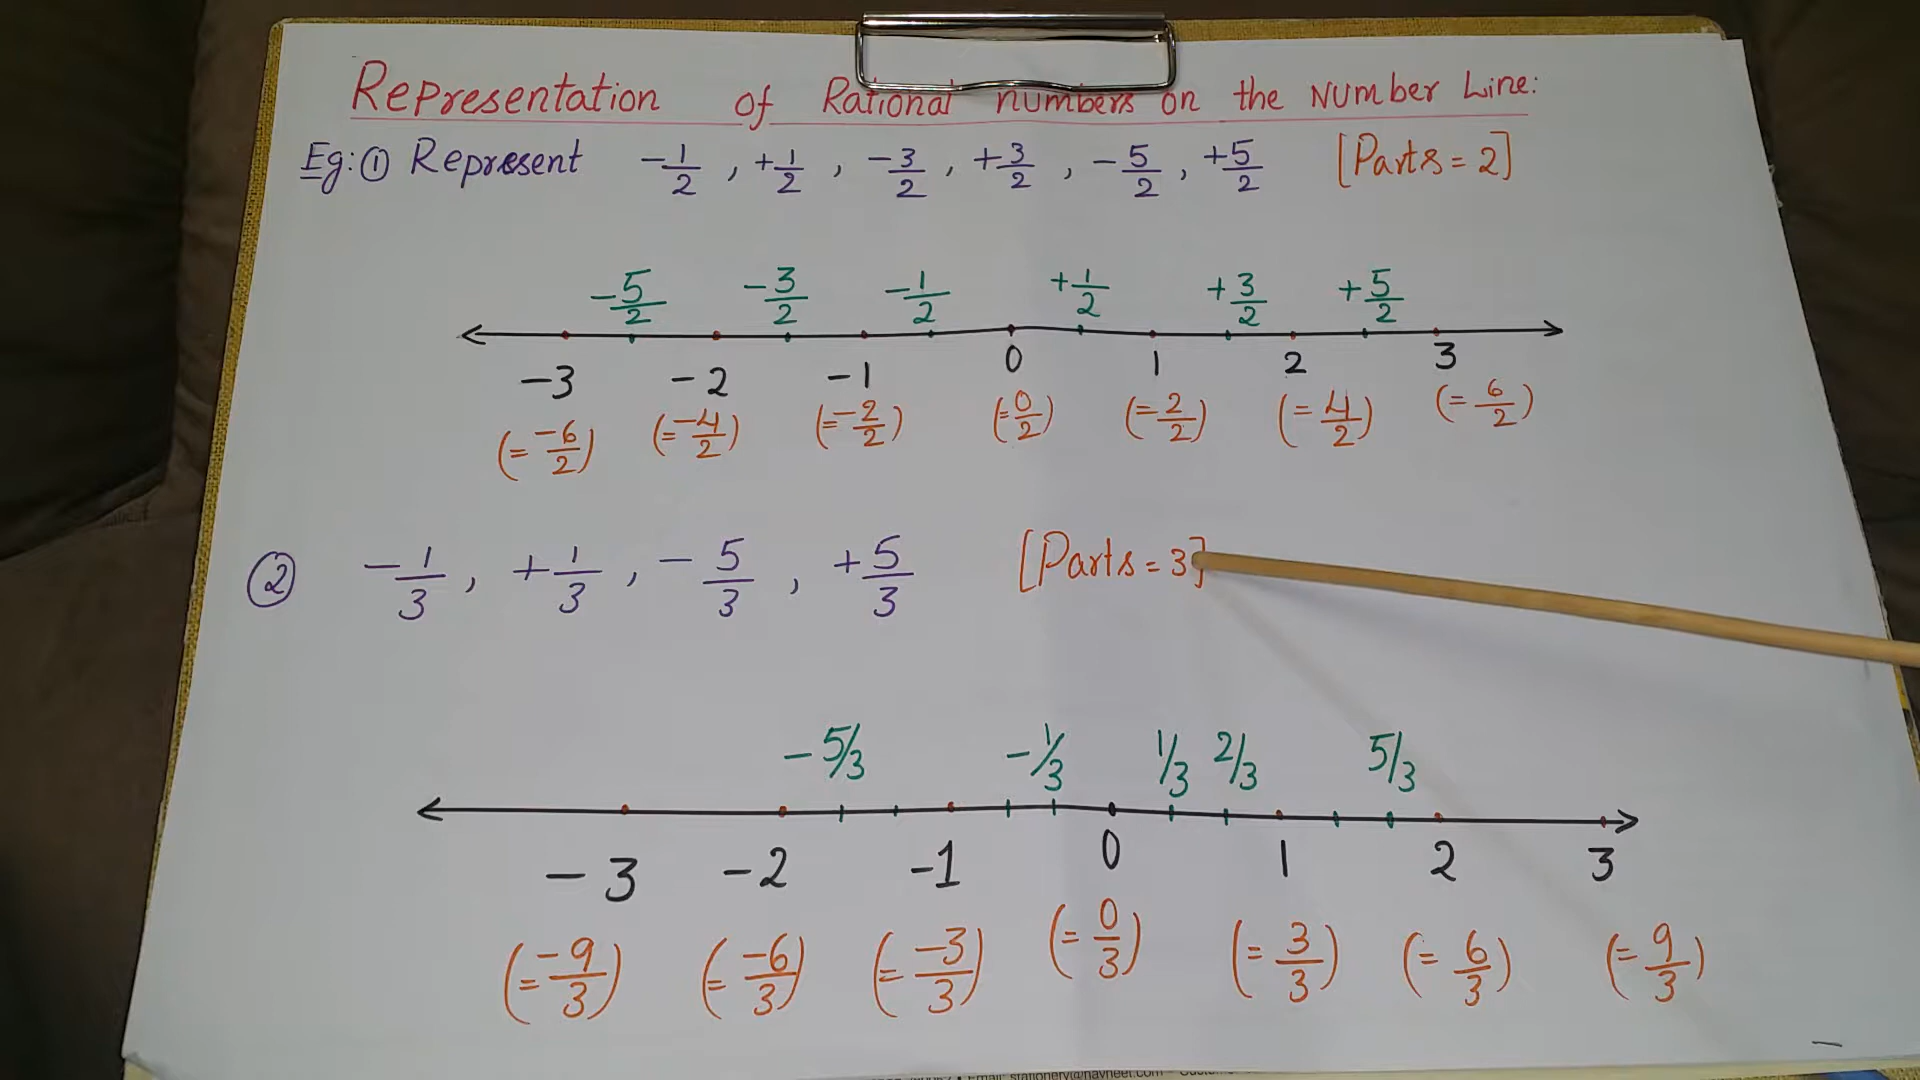 Representation of Rational numbers on the Number Line:
Eg: ① Represent -1/2, +1/2, -3/2, +3/2, -5/2, +5/2 [Parts = 2]
-5/2 -3/2 -1/2 +1/2 +3/2 +5/2
-3 -2 -1 0 1 2 3
(= -6/2) (= -4/2) (= -2/2) (= 0/2) (= 2/2) (= 4/2) (= 6/2)
② -1/3, +1/3, -5/3, +5/3 [Parts = 3]
-5/3 -1/3 1/3 2/3 5/3
-3 -2 -1 0 1 2 3
(= -9/3) (= -6/3) (= -3/3) (= 0/3) (= 3/3) (= 6/3) (= 9/3)